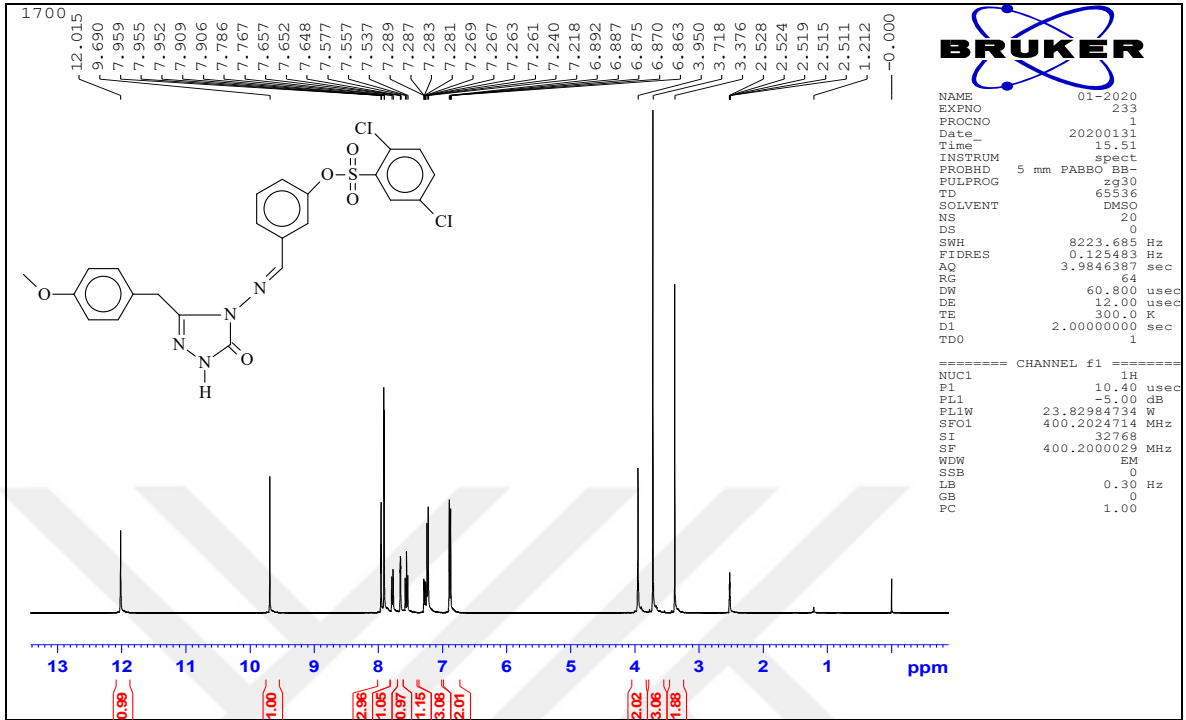 1700
12.015
9.690
7.959
7.955
7.952
7.909
7.906
7.786
7.767
7.657
7.652
7.648
7.577
7.557
7.537
7.289
7.287
7.283
7.281
7.269
7.267
7.263
7.261
7.240
7.218
6.892
6.887
6.875
6.870
6.863
3.950
3.718
3.376
2.528
2.524
2.519
2.515
2.511
1.212
-0.000
BRUKER
NAME 01-2020
EXPNO 233
PROCNO 1
Date_ 20200131
Time 15.51
INSTRUM spect
PROBHD 5 mm PABBO BB-
PULPROG zg30
TD 65536
SOLVENT DMSO
NS 20
DS 0
SWH 8223.685 Hz
FIDRES 0.125483 Hz
AQ 3.9846387 sec
RG 64
DW 60.800 usec
DE 12.00 usec
TE 300.0 K
D1 2.00000000 sec
TD0 1
======== CHANNEL f1 ========
NUC1 1H
P1 10.40 usec
PL1 -5.00 dB
PL1W 23.82984734 W
SFO1 400.2024714 MHz
SI 32768
SF 400.2000029 MHz
WDW EM
SSB 0
LB 0.30 Hz
GB 0
PC 1.00
Cl
O
O S
O
Cl
N
O
N
N
N O
N
H
13 12 11 10 9 8 7 6 5 4 3 2 1 ppm
0.99
1.00
2.96
1.05
0.97
1.15
3.08
2.01
2.02
3.06
1.88